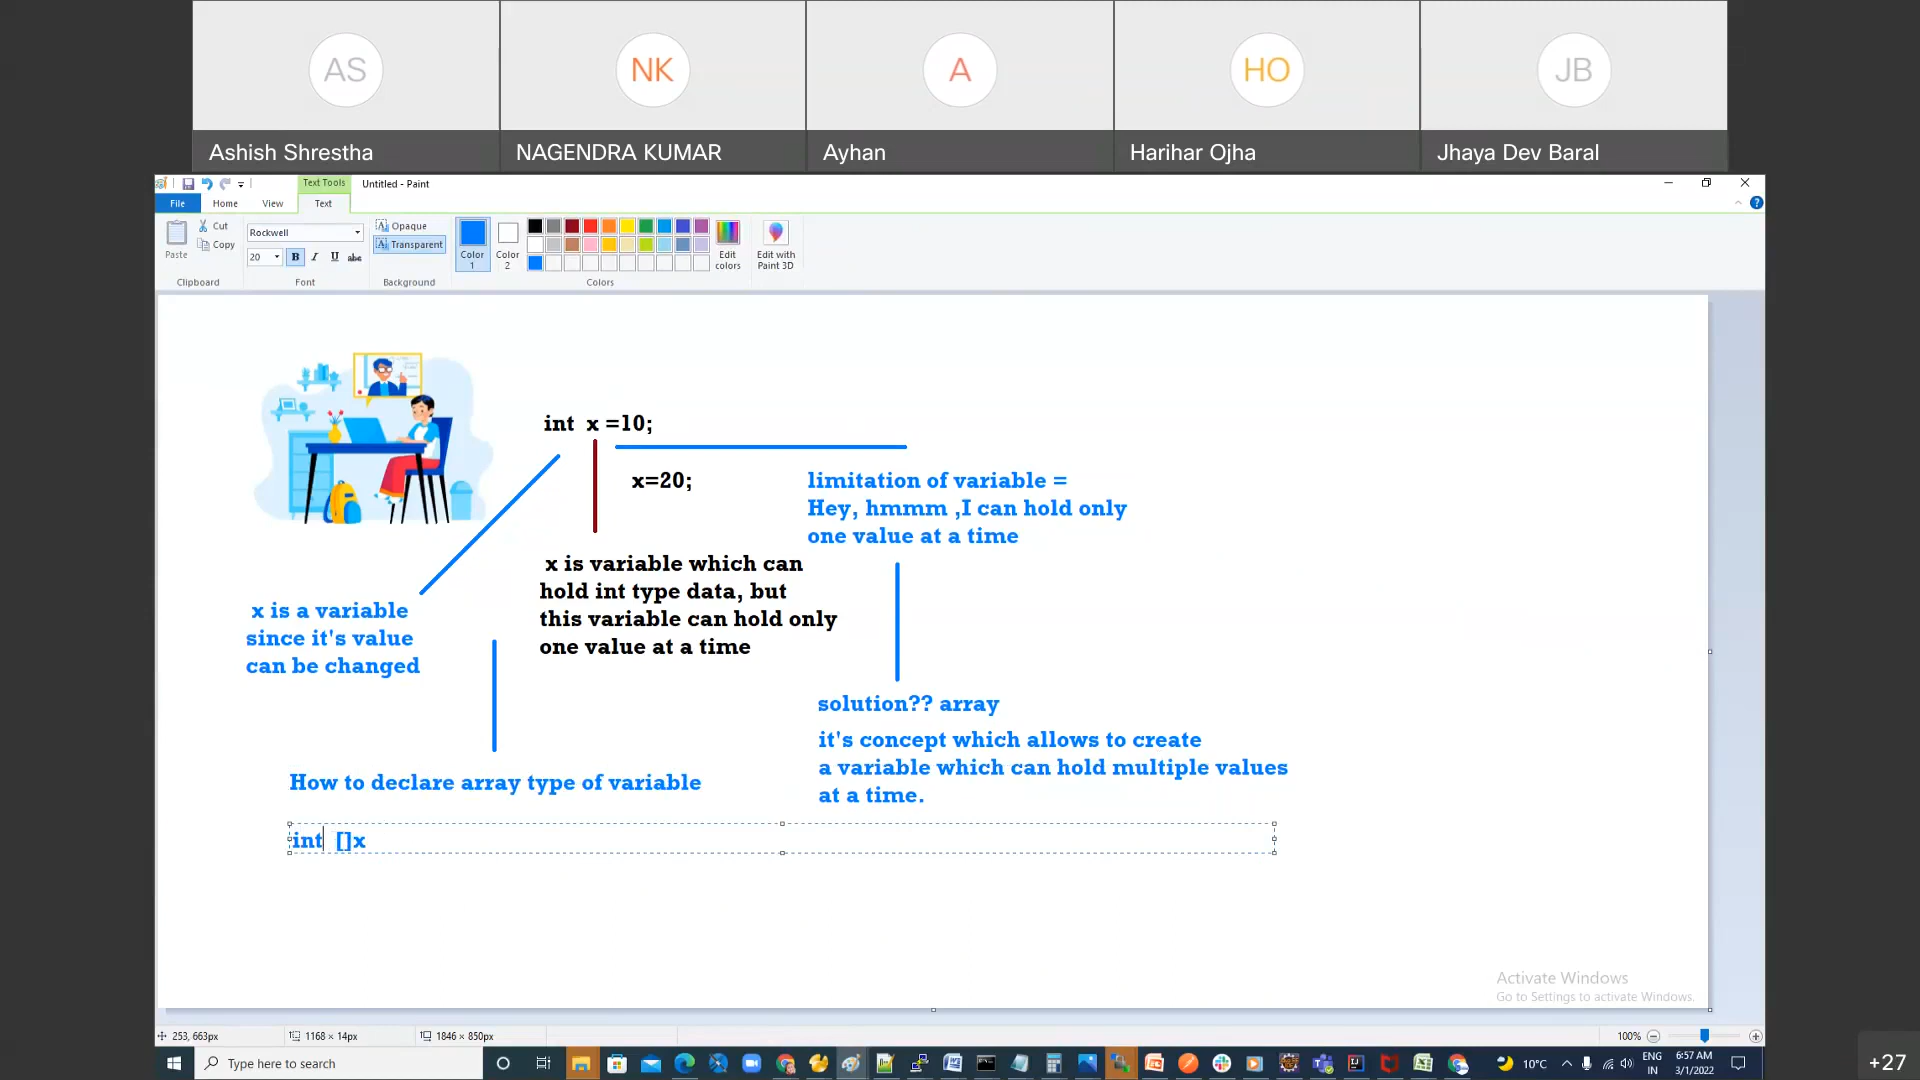 AS
NK
A
HO
JB
Ashish Shrestha
NAGENDRA KUMAR
Ayhan
Harihar Ojha
Jhaya Dev Baral
Text Tools
Untitled - Paint
File
Home
View
Text
Paste
Cut
Copy
Clipboard
Rockwell
20
B
I
U
abc
Font
Opaque
Transparent
Background
Color
1
Color
2
Edit
colors
Edit with
Paint 3D
Colors
int x =10;
x=20;
limitation of variable =
Hey, hmmm ,I can hold only
one value at a time
x is variable which can
hold int type data, but
this variable can hold only
one value at a time
x is a variable
since it's value
can be changed
solution?? array
it's concept which allows to create
a variable which can hold multiple values
at a time.
How to declare array type of variable
int []x
Activate Windows
Go to Settings to activate Windows.
253, 663px
1168 × 14px
1846 × 850px
100%
Type here to search
10°C
ENG
IN
6:57 AM
3/1/2022
+27